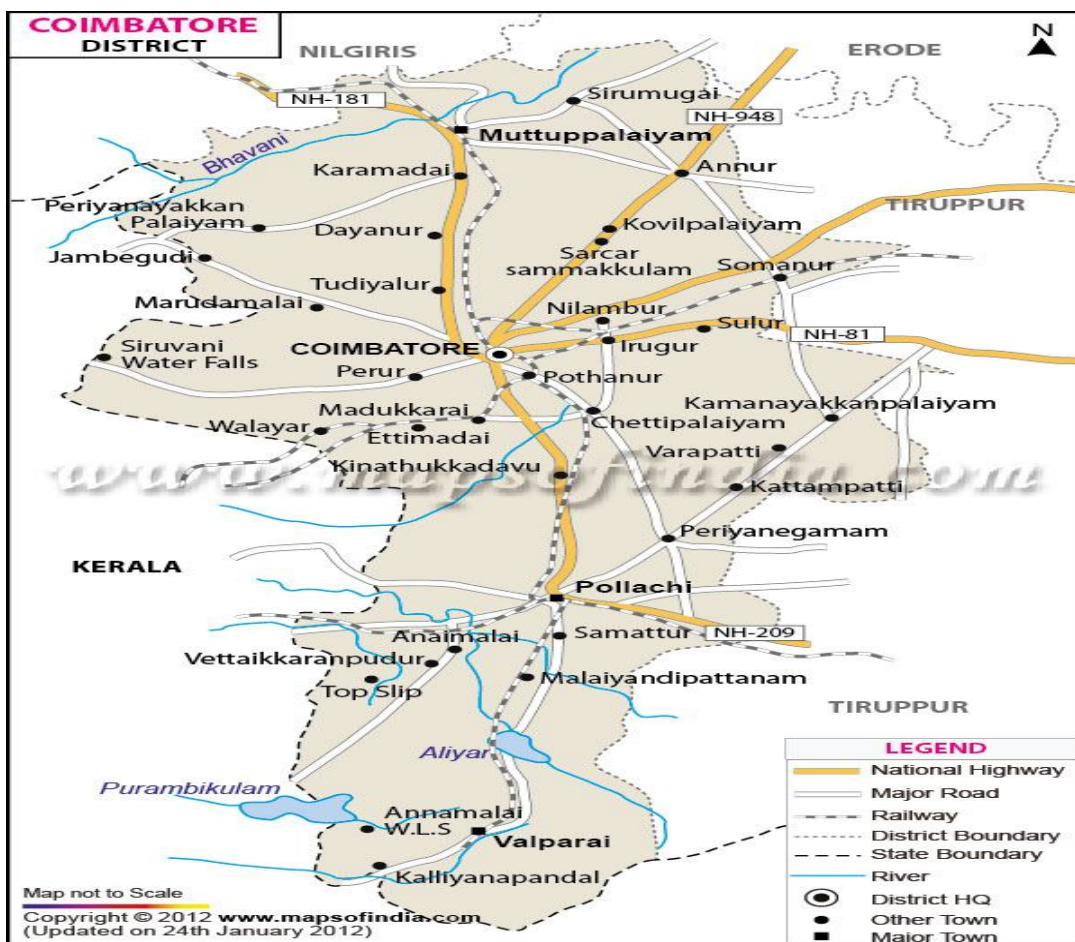 COIMBATORE
DISTRICT
NILGIRIS
ERODE
N
NH-181
Sirumugai
NH-948
Muttuppalaiyam
Bhavani
Karamadai
Annur
Periyanayakkan
Palaiyam
TIRUPPUR
Dayanur
Kovilpalaiyam
Jambegudi
Sarcar
sammakkulam
Somanur
Tudiyalur
Marudamalai
Nilambur
Sulur
NH-81
Siruvani
Water Falls
COIMBATORE
Irugur
Perur
Pothanur
Madukkarai
Kamanayakkanpalaiyam
Chettipalaiyam
Walayar
Ettimadai
Varapatti
Kinathukkadavu
www.mapsofindia.com
Kattampatti
Periyanegamam
KERALA
Pollachi
Anaimalai
Samattur
NH-209
Vettaikkaranpudur
Malaiyandipattanam
Top Slip
TIRUPPUR
Aliyar
Purambikulam
Annamalai
W.L.S
Valparai
Kalliyanapandal
LEGEND
National Highway
Major Road
Railway
District Boundary
State Boundary
River
District HQ
Other Town
Major Town
Map not to Scale
Copyright © 2012 www.mapsofindia.com
(Updated on 24th January 2012)